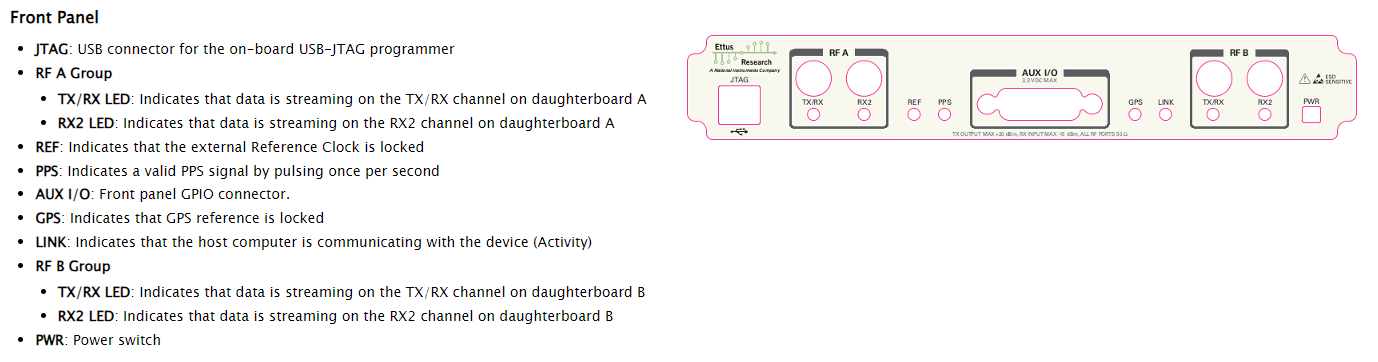 Front Panel
JTAG: USB connector for the on-board USB-JTAG programmer
RF A Group
TX/RX LED: Indicates that data is streaming on the TX/RX channel on daughterboard A
RX2 LED: Indicates that data is streaming on the RX2 channel on daughterboard A
REF: Indicates that the external Reference Clock is locked
PPS: Indicates a valid PPS signal by pulsing once per second
AUX I/O: Front panel GPIO connector.
GPS: Indicates that GPS reference is locked
LINK: Indicates that the host computer is communicating with the device (Activity)
RF B Group
TX/RX LED: Indicates that data is streaming on the TX/RX channel on daughterboard B
RX2 LED: Indicates that data is streaming on the RX2 channel on daughterboard B
PWR: Power switch
Ettus
Research
A National Instruments Company
JTAG
RF A
TX/RX RX2
REF PPS
AUX I/O
3.3 VDC MAX
GPS LINK
RF B
TX/RX RX2
ESD
SENSITIVE
PWR
TX OUTPUT MAX +20 dBm, RX INPUT MAX -15 dBm, ALL RF PORTS 50 Ω